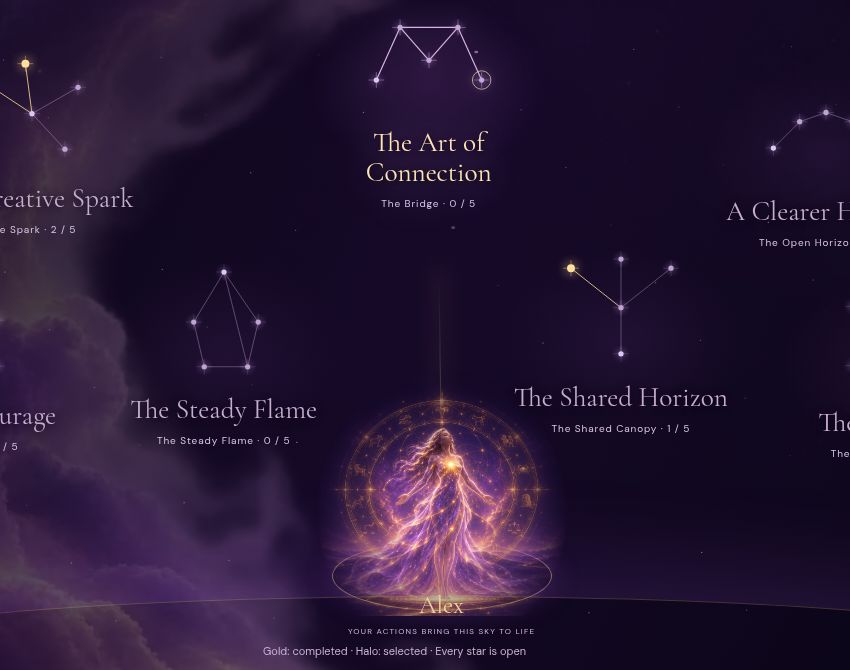 The Art of
Connection
The Bridge · 0 / 5
reative Spark
e Spark · 2 / 5
A Clearer H
The Open Horizo
The Steady Flame
The Steady Flame · 0 / 5
The Shared Horizon
The Shared Canopy · 1 / 5
urage
/ 5
The
The
Alex
YOUR ACTIONS BRING THIS SKY TO LIFE
Gold: completed · Halo: selected · Every star is open